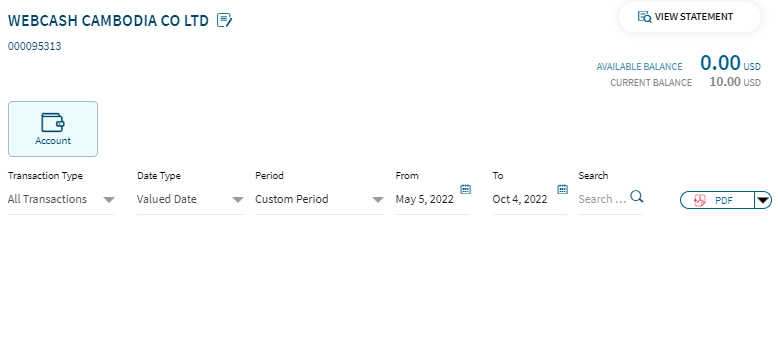 WEBCASH CAMBODIA CO LTD
VIEW STATEMENT
000095313
AVAILABLE BALANCE 0.00 USD
CURRENT BALANCE 10.00 USD
Account
Transaction Type Date Type Period From To Search
All Transactions Valued Date Custom Period May 5, 2022 Oct 4, 2022 Search ... PDF